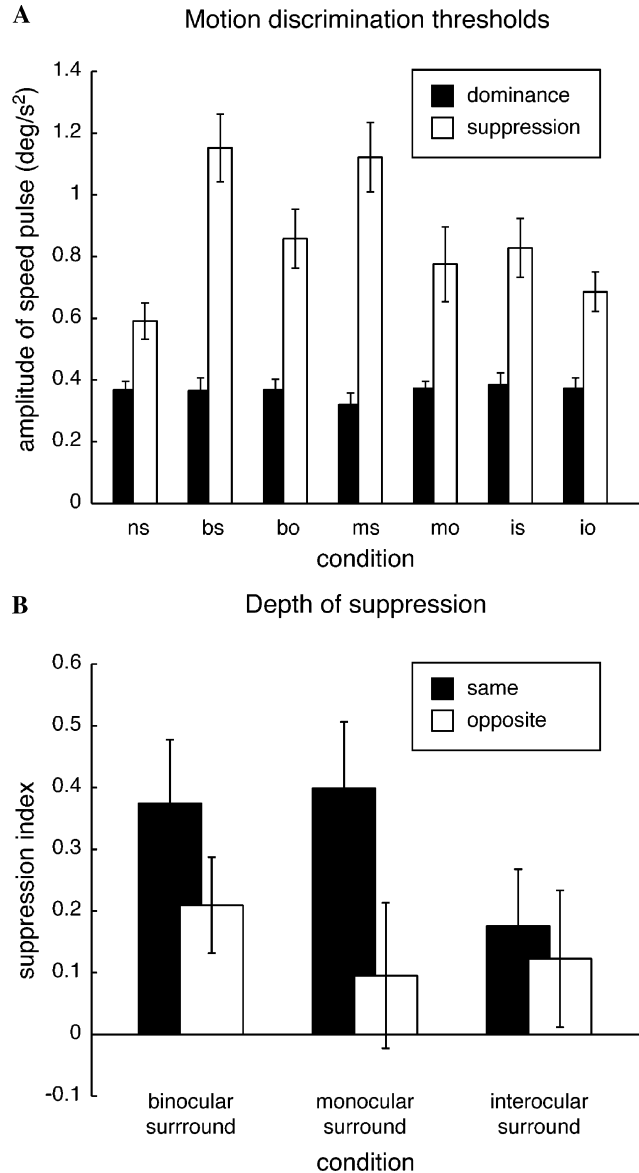 A
Motion discrimination thresholds
1.4
1.2
1
0.8
0.6
0.4
0.2
0
amplitude of speed pulse (deg/s²)
dominance
suppression
ns bs bo ms mo is io
condition
B
Depth of suppression
0.6
0.5
0.4
0.3
0.2
0.1
0
-0.1
suppression index
same
opposite
binocular monocular interocular
surrround surround surround
condition